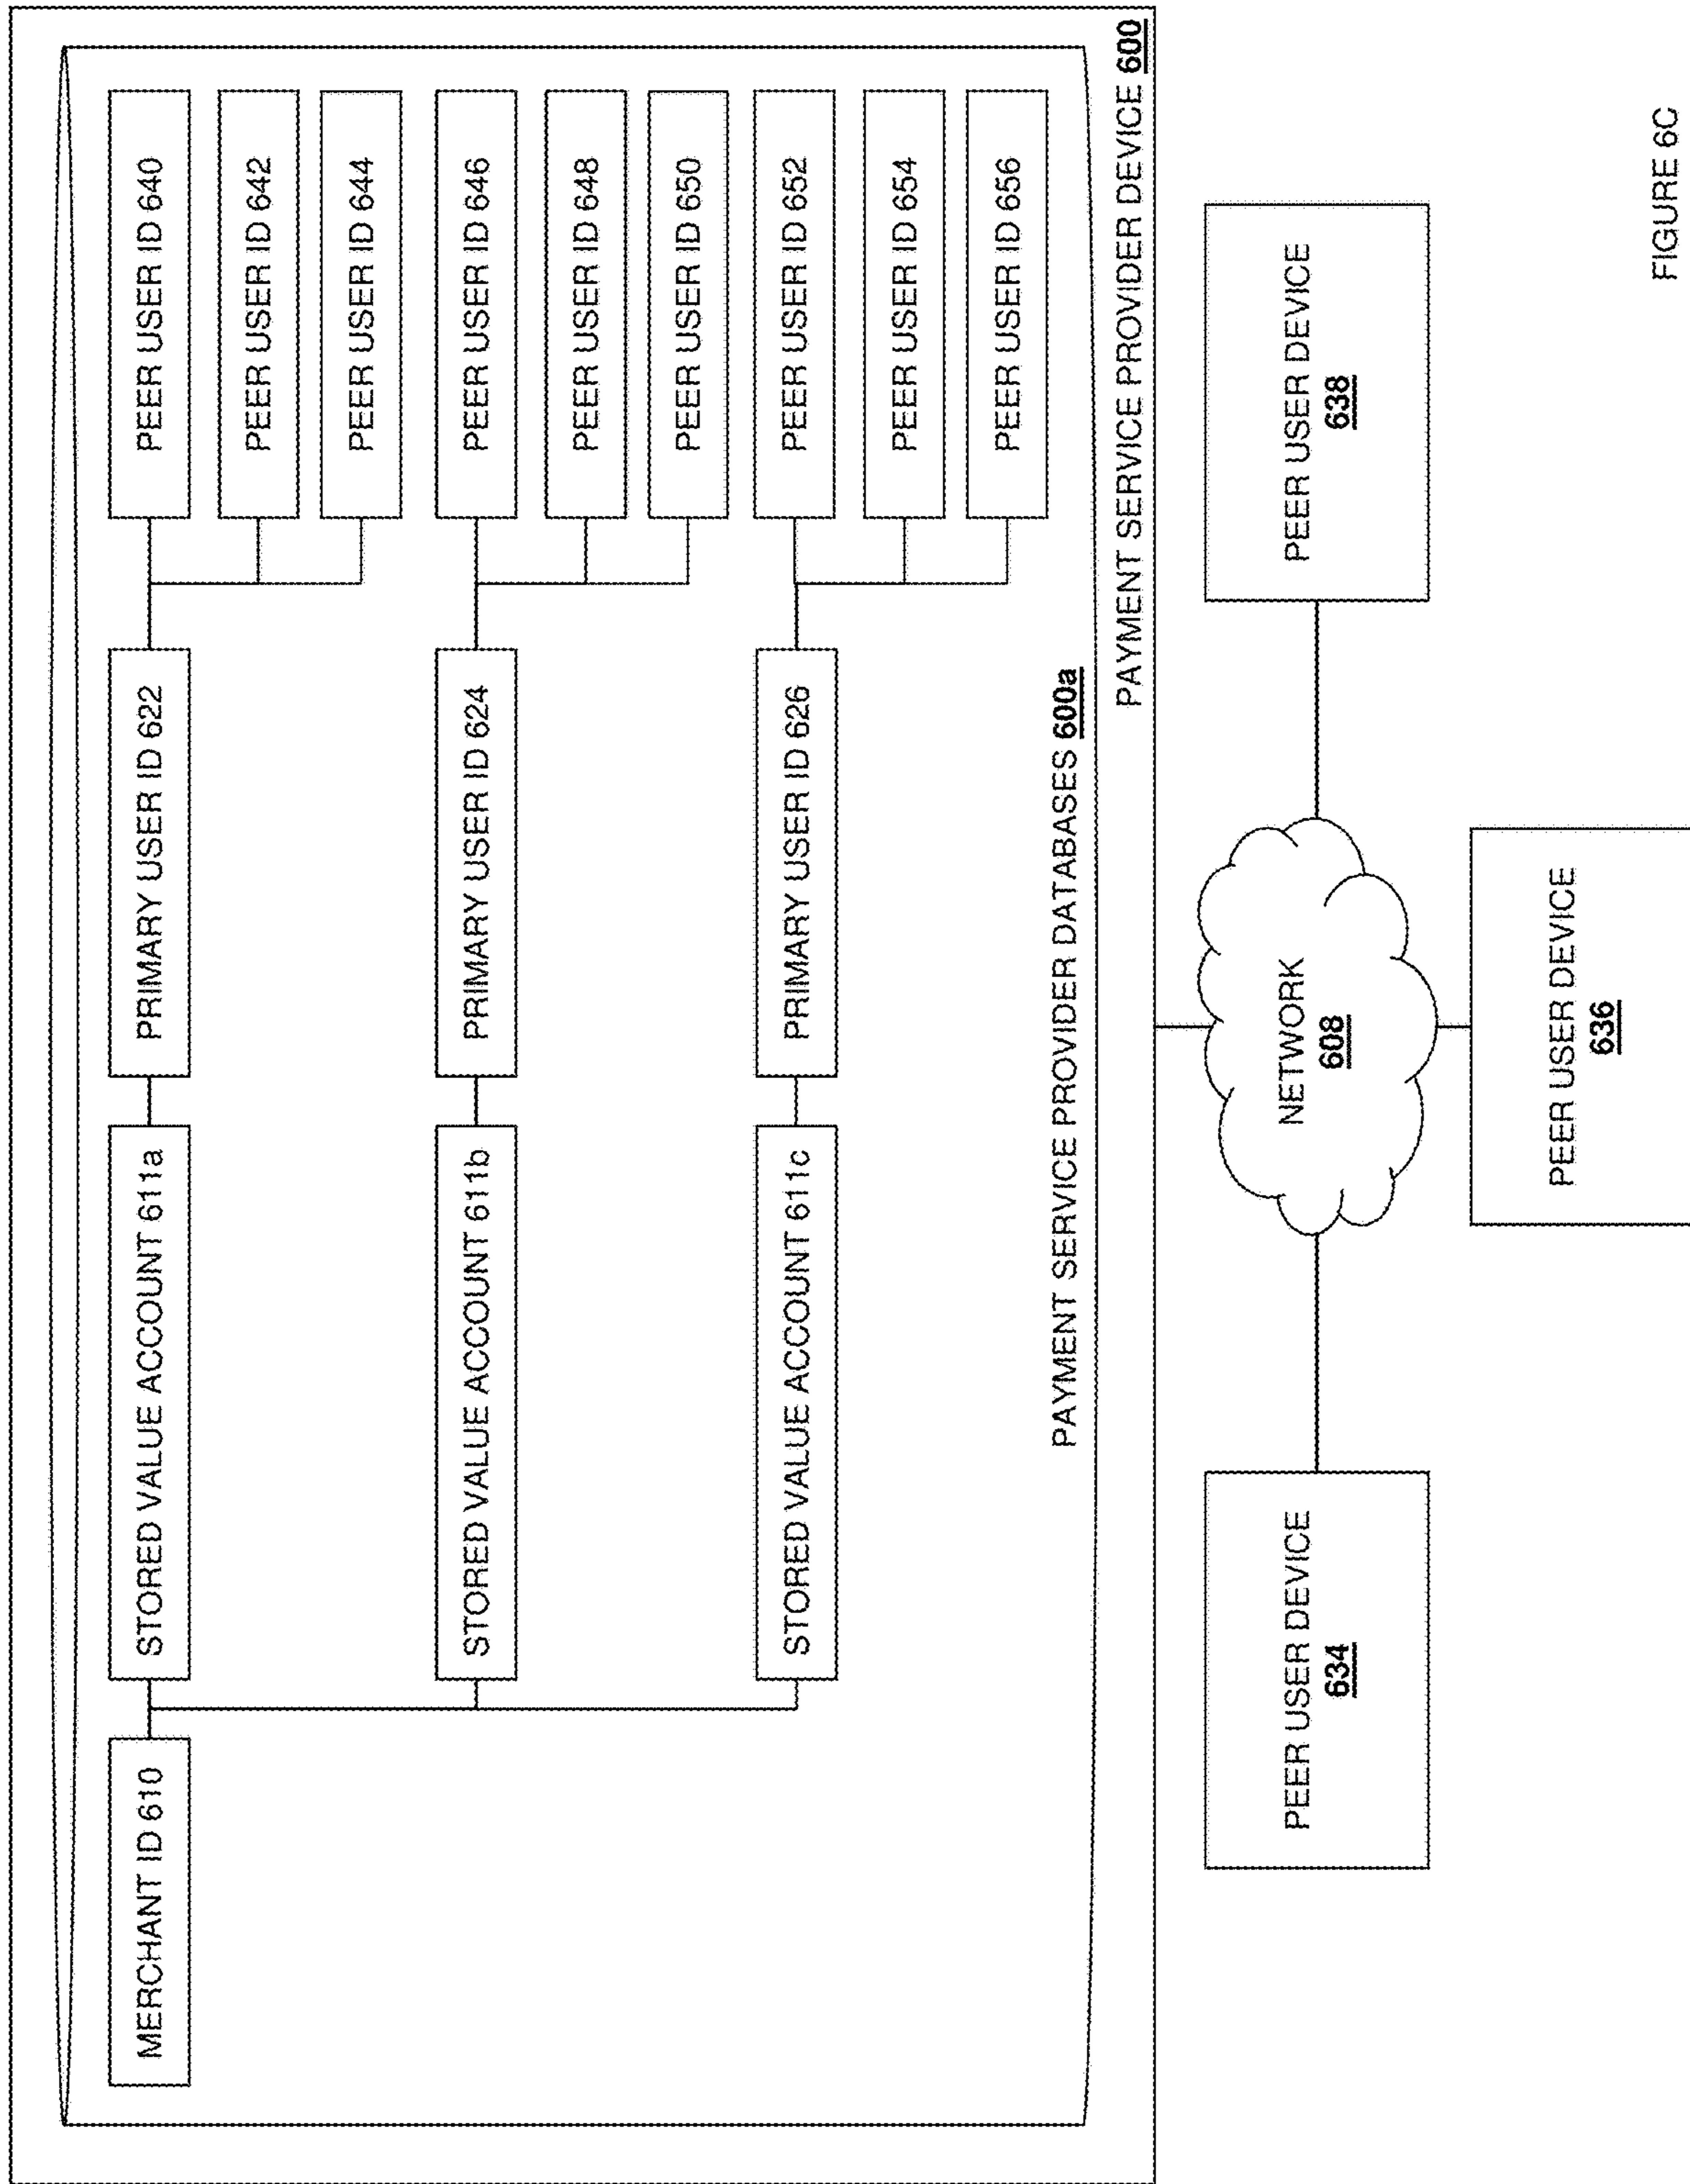 MERCHANT ID 610
STORED VALUE ACCOUNT 611a
PRIMARY USER ID 622
PEER USER ID 640
PEER USER ID 642
PEER USER ID 644
STORED VALUE ACCOUNT 611b
PRIMARY USER ID 624
PEER USER ID 646
PEER USER ID 648
PEER USER ID 650
STORED VALUE ACCOUNT 611c
PRIMARY USER ID 626
PEER USER ID 652
PEER USER ID 654
PEER USER ID 656
PAYMENT SERVICE PROVIDER DATABASES 600a
PAYMENT SERVICE PROVIDER DEVICE 600
PEER USER DEVICE
634
NETWORK
608
PEER USER DEVICE
638
PEER USER DEVICE
636
FIGURE 6C